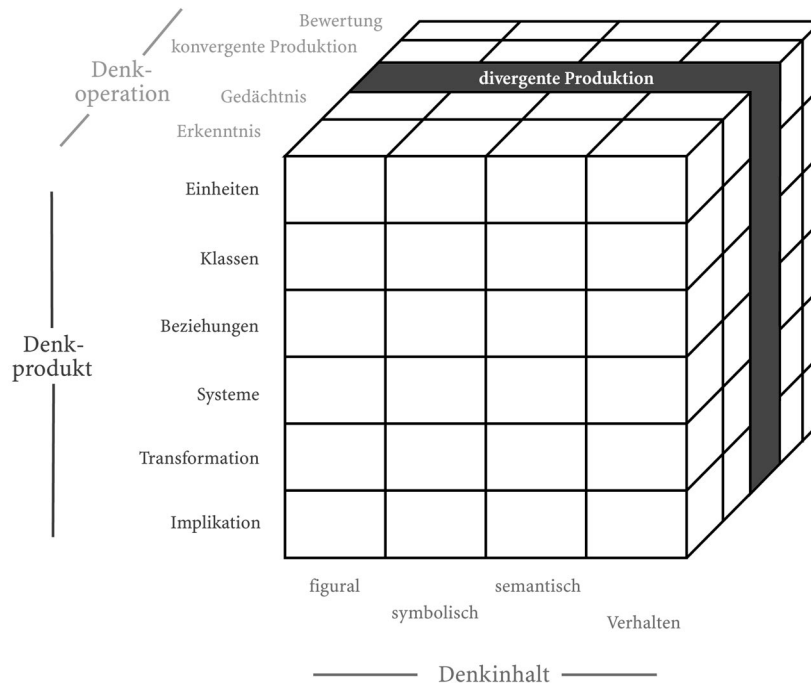 Bewertung
konvergente Produktion
Denk-
operation
divergente Produktion
Gedächtnis
Erkenntnis
Einheiten
Klassen
Beziehungen
Denk-
produkt
Systeme
Transformation
Implikation
figural
semantisch
symbolisch
Verhalten
Denkinhalt